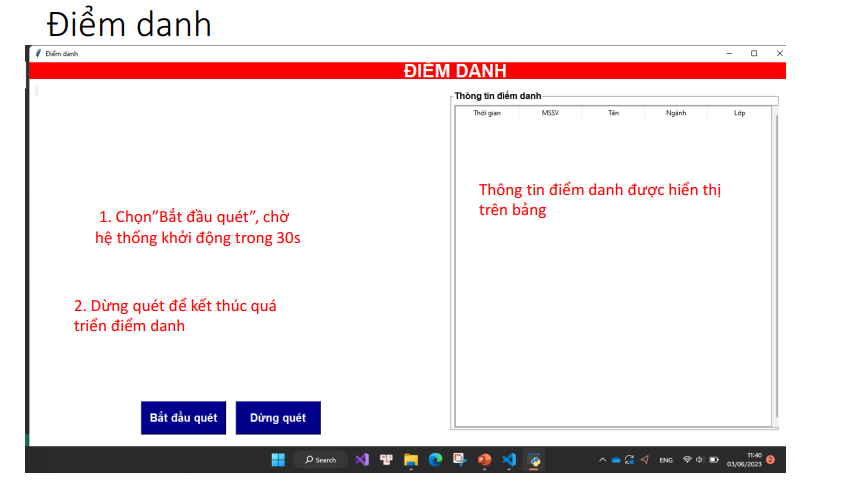 Điểm danh
Điểm danh
ĐIỂM DANH
Thông tin điểm danh
Thời gian MSSV Tên Ngành Lớp
Thông tin điểm danh được hiển thị
trên bảng
1. Chọn”Bắt đầu quét”, chờ
hệ thống khởi động trong 30s
2. Dừng quét để kết thúc quá
triển điểm danh
Bắt đầu quét Dừng quét
Search
ENG
11:40
03/06/2023
2